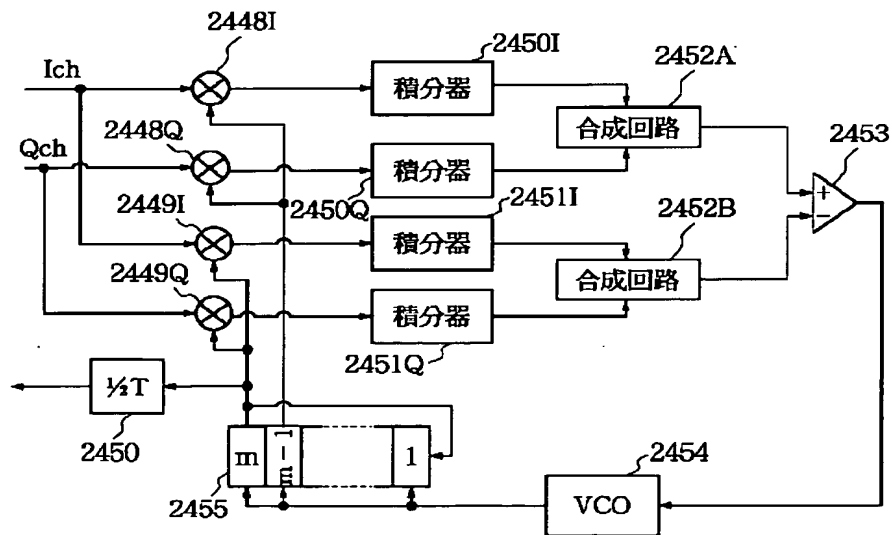 2448I
2450I
2452A
Ich
積分器
合成回路
2448Q
2453
Qch
積分器
+
2450Q
2451I
2449I
2452B
−
積分器
合成回路
2449Q
積分器
2451Q
½T
2450
m
m-1
1
2454
2455
VCO